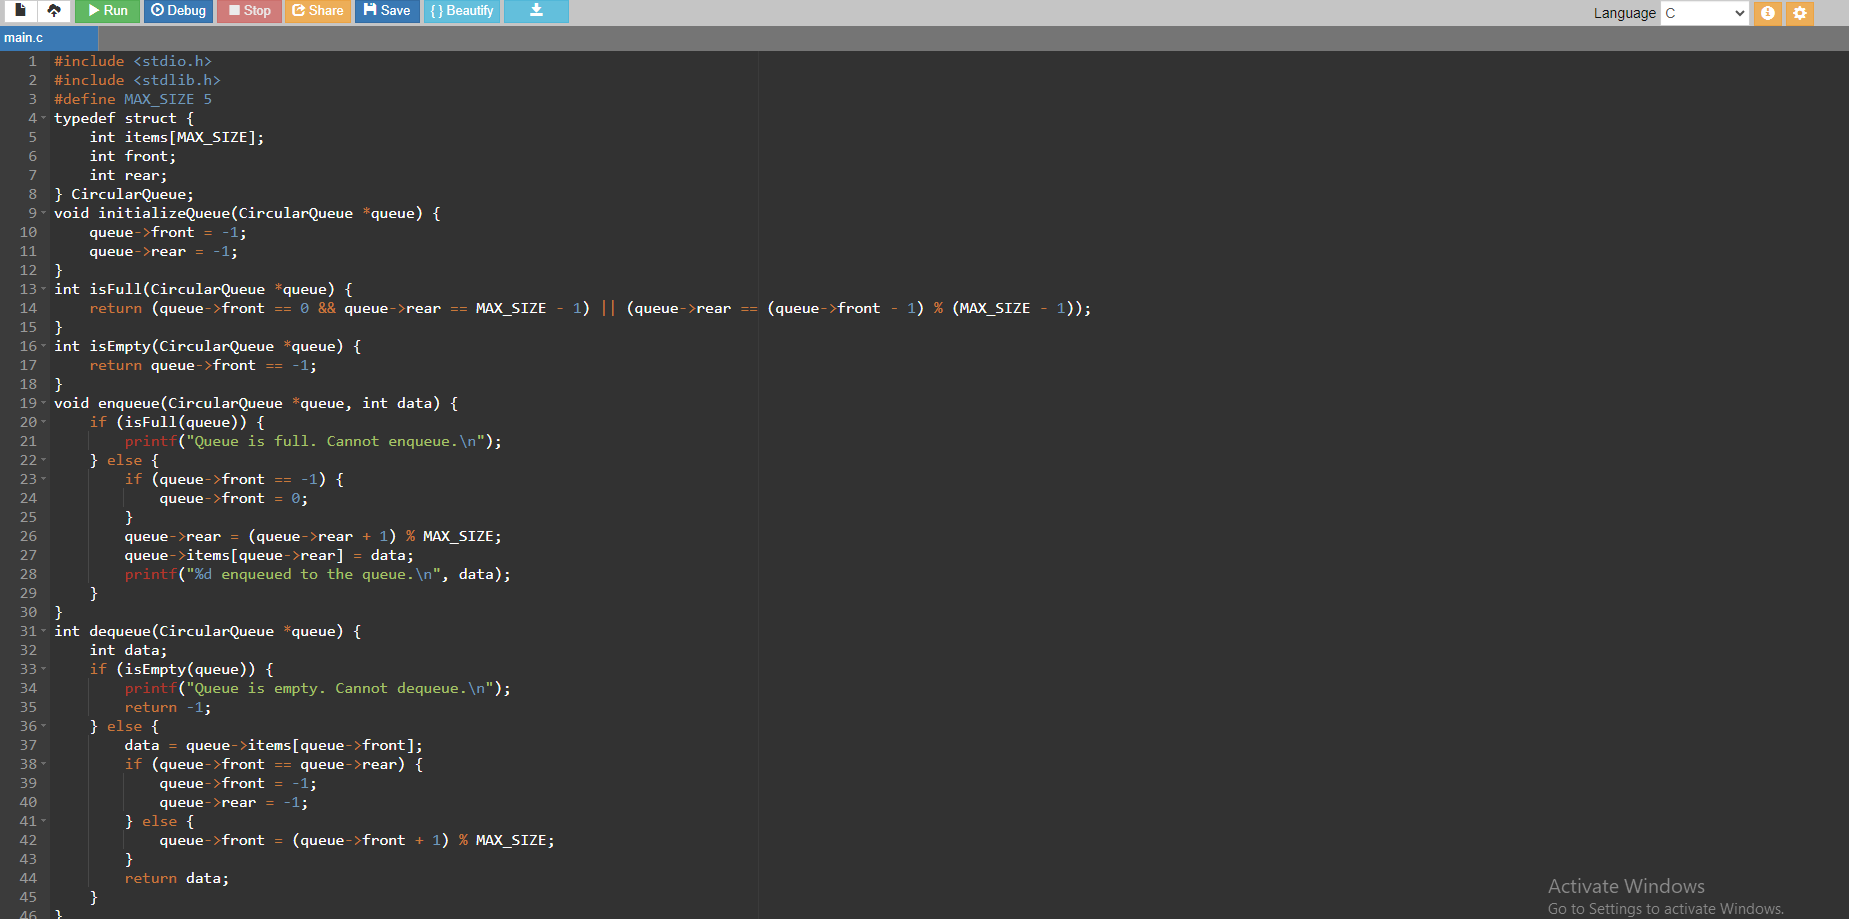 Run Debug Stop Share Save { } Beautify Language C
main.c
1 #include <stdio.h>
2 #include <stdlib.h>
3 #define MAX_SIZE 5
4 typedef struct {
5     int items[MAX_SIZE];
6     int front;
7     int rear;
8 } CircularQueue;
9 void initializeQueue(CircularQueue *queue) {
10     queue->front = -1;
11     queue->rear = -1;
12 }
13 int isFull(CircularQueue *queue) {
14     return (queue->front == 0 && queue->rear == MAX_SIZE - 1) || (queue->rear == (queue->front - 1) % (MAX_SIZE - 1));
15 }
16 int isEmpty(CircularQueue *queue) {
17     return queue->front == -1;
18 }
19 void enqueue(CircularQueue *queue, int data) {
20     if (isFull(queue)) {
21         printf("Queue is full. Cannot enqueue.\n");
22     } else {
23         if (queue->front == -1) {
24             queue->front = 0;
25         }
26         queue->rear = (queue->rear + 1) % MAX_SIZE;
27         queue->items[queue->rear] = data;
28         printf("%d enqueued to the queue.\n", data);
29     }
30 }
31 int dequeue(CircularQueue *queue) {
32     int data;
33     if (isEmpty(queue)) {
34         printf("Queue is empty. Cannot dequeue.\n");
35         return -1;
36     } else {
37         data = queue->items[queue->front];
38         if (queue->front == queue->rear) {
39             queue->front = -1;
40             queue->rear = -1;
41         } else {
42             queue->front = (queue->front + 1) % MAX_SIZE;
43         }
44         return data;
45     }
46 }
Activate Windows
Go to Settings to activate Windows.